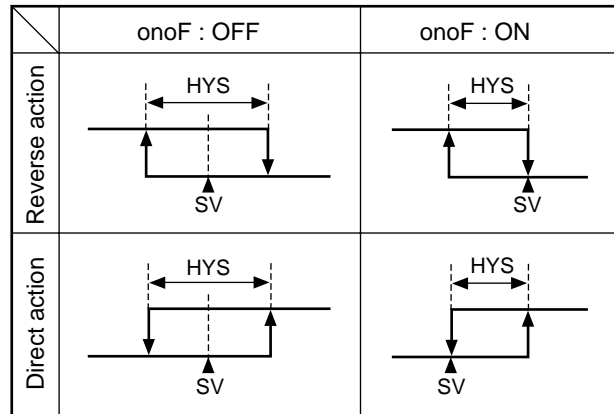 onoF : OFF
onoF : ON
Reverse action
HYS
SV
HYS
SV
Direct action
HYS
SV
HYS
SV